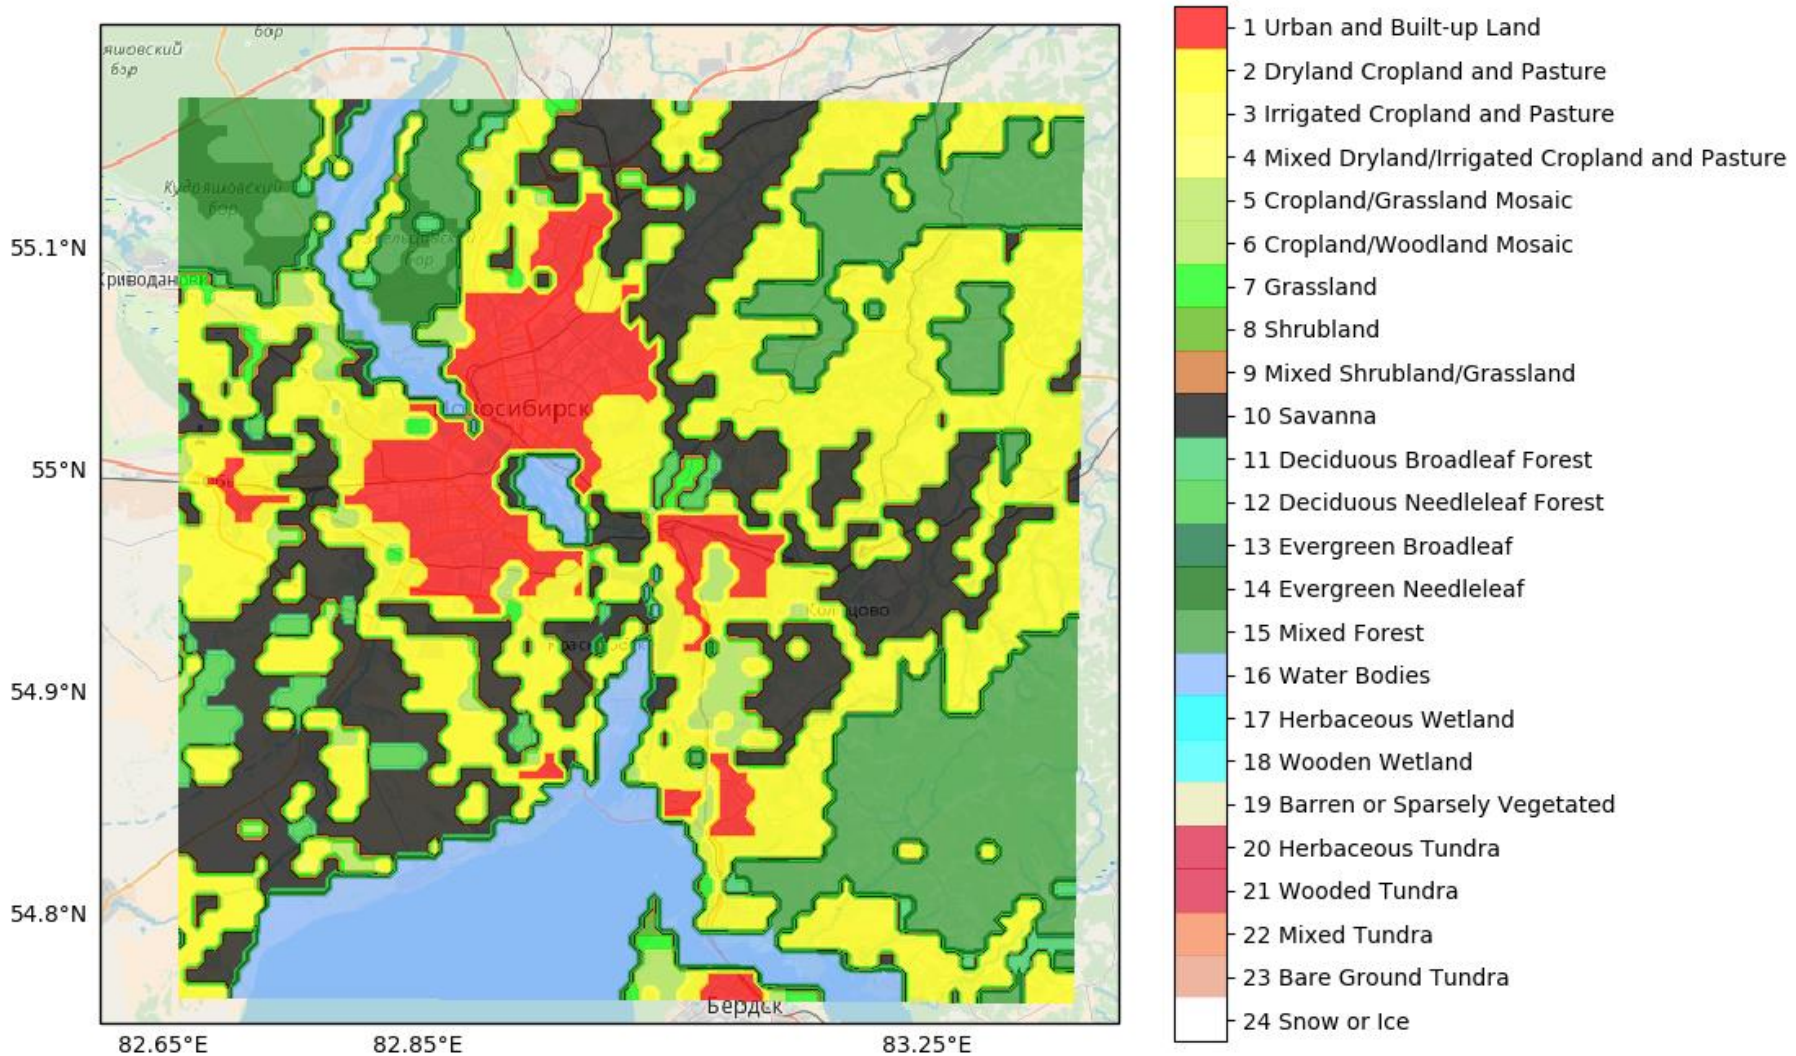 бор
яшовский
бор
Кудряшовский
бор
бор
Криводановка
Новосибирск
Кольцово
Краснообск
Бердск
55.1°N
55°N
54.9°N
54.8°N
82.65°E
82.85°E
83.25°E
1 Urban and Built-up Land
2 Dryland Cropland and Pasture
3 Irrigated Cropland and Pasture
4 Mixed Dryland/Irrigated Cropland and Pasture
5 Cropland/Grassland Mosaic
6 Cropland/Woodland Mosaic
7 Grassland
8 Shrubland
9 Mixed Shrubland/Grassland
10 Savanna
11 Deciduous Broadleaf Forest
12 Deciduous Needleleaf Forest
13 Evergreen Broadleaf
14 Evergreen Needleleaf
15 Mixed Forest
16 Water Bodies
17 Herbaceous Wetland
18 Wooden Wetland
19 Barren or Sparsely Vegetated
20 Herbaceous Tundra
21 Wooded Tundra
22 Mixed Tundra
23 Bare Ground Tundra
24 Snow or Ice